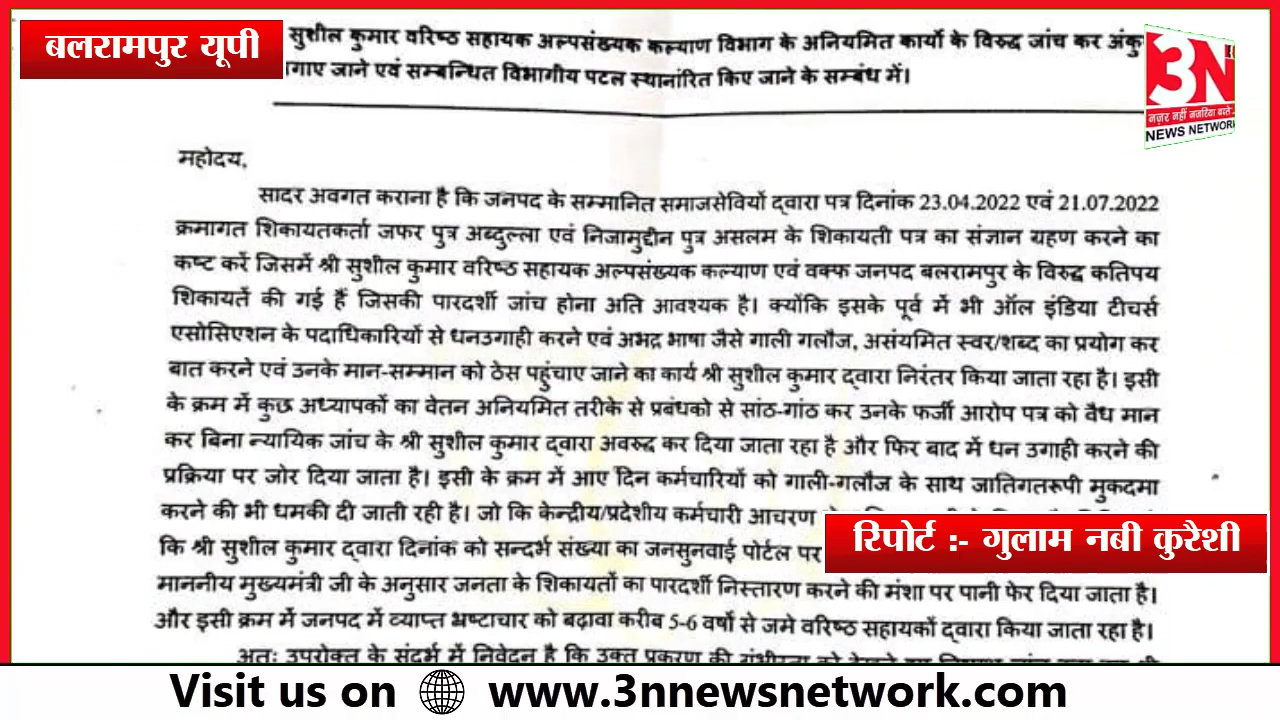 बलरामपुर यूपी
सुशील कुमार वरिष्ठ सहायक अल्पसंख्यक कल्याण विभाग के अनियमित कार्यो के विरुद्ध जांच कर अंकु
गाए जाने एवं सम्बन्धित विभागीय पटल स्थानांरित किए जाने के सम्बंध में।
3N
नज़र नहीं नजरिया बाते
NEWS NETWORK
महोदय,
सादर अवगत कराना है कि जनपद के सम्मानित समाजसेवियों द्वारा पत्र दिनांक 23.04.2022 एवं 21.07.2022
क्रमागत शिकायतकर्ता जफर पुत्र अब्दुल्ला एवं निजामुद्दीन पुत्र असलम के शिकायती पत्र का संज्ञान ग्रहण करने का
कष्ट करें जिसमें श्री सुशील कुमार वरिष्ठ सहायक अल्पसंख्यक कल्याण एवं वक्फ जनपद बलरामपुर के विरुद्ध कतिपय
शिकायतें की गई हैं जिसकी पारदर्शी जांच होना अति आवश्यक है। क्योंकि इसके पूर्व में भी ऑल इंडिया टीचर्स
एसोसिएशन के पदाधिकारियों से धनउगाही करने एवं अभद्र भाषा जैसे गाली गलौज, असंयमित स्वर/शब्द का प्रयोग कर
बात करने एवं उनके मान-सम्मान को ठेस पहुंचाए जाने का कार्य श्री सुशील कुमार द्वारा निरंतर किया जाता रहा है। इसी
के क्रम में कुछ अध्यापकों का वेतन अनियमित तरीके से प्रबंधको से सांठ-गांठ कर उनके फर्जी आरोप पत्र को वैध मान
कर बिना न्यायिक जांच के श्री सुशील कुमार द्वारा अवरुद्ध कर दिया जाता रहा है और फिर बाद में धन उगाही करने की
प्रक्रिया पर जोर दिया जाता है। इसी के क्रम में आए दिन कर्मचारियों को गाली-गलौज के साथ जातिगतरूपी मुकदमा
करने की भी धमकी दी जाती रही है। जो कि केन्द्रीय/प्रदेशीय कर्मचारी आचरण
रिपोर्ट :- गुलाम नबी कुरैशी
कि श्री सुशील कुमार द्वारा दिनांक को सन्दर्भ संख्या का जनसुनवाई पोर्टल पर
माननीय मुख्यमंत्री जी के अनुसार जनता के शिकायतों का पारदर्शी निस्तारण करने की मंशा पर पानी फेर दिया जाता है।
और इसी क्रम में जनपद में व्याप्त भ्रष्टाचार को बढ़ावा करीब 5-6 वर्षो से जमे वरिष्ठ सहायकों द्वारा किया जाता रहा है।
अतः उपरोक्त के संदर्भ में निवेदन है कि उक्त प्रकरण की गंभीरता को
Visit us on www.3nnewsnetwork.com